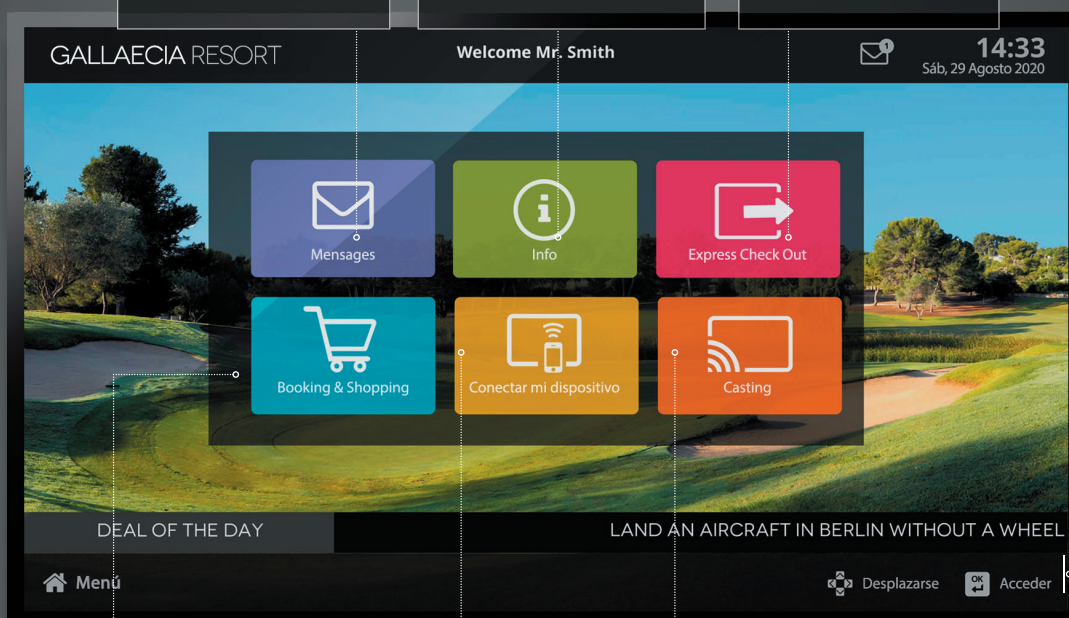 GALLAECIA RESORT
Welcome Mr. Smith
1
14:33
Sáb, 29 Agosto 2020
Mensages
Info
Express Check Out
Booking & Shopping
Conectar mi dispositivo
Casting
DEAL OF THE DAY
LAND AN AIRCRAFT IN BERLIN WITHOUT A WHEEL
Menú
Desplazarse
OK
Acceder